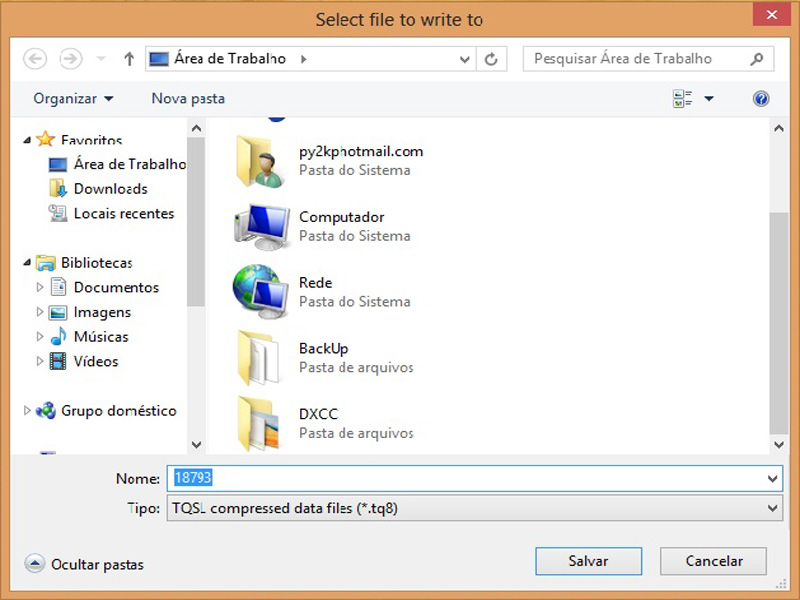 Select file to write to
Área de Trabalho
Pesquisar Área de Trabalho
Organizar
Nova pasta
Favoritos
Área de Trabalho
Downloads
Locais recentes
Bibliotecas
Documentos
Imagens
Músicas
Vídeos
Grupo doméstico
py2kphotmail.com
Pasta do Sistema
Computador
Pasta do Sistema
Rede
Pasta do Sistema
BackUp
Pasta de arquivos
DXCC
Pasta de arquivos
Nome: 18793
Tipo: TQSL compressed data files (*.tq8)
Ocultar pastas
Salvar
Cancelar